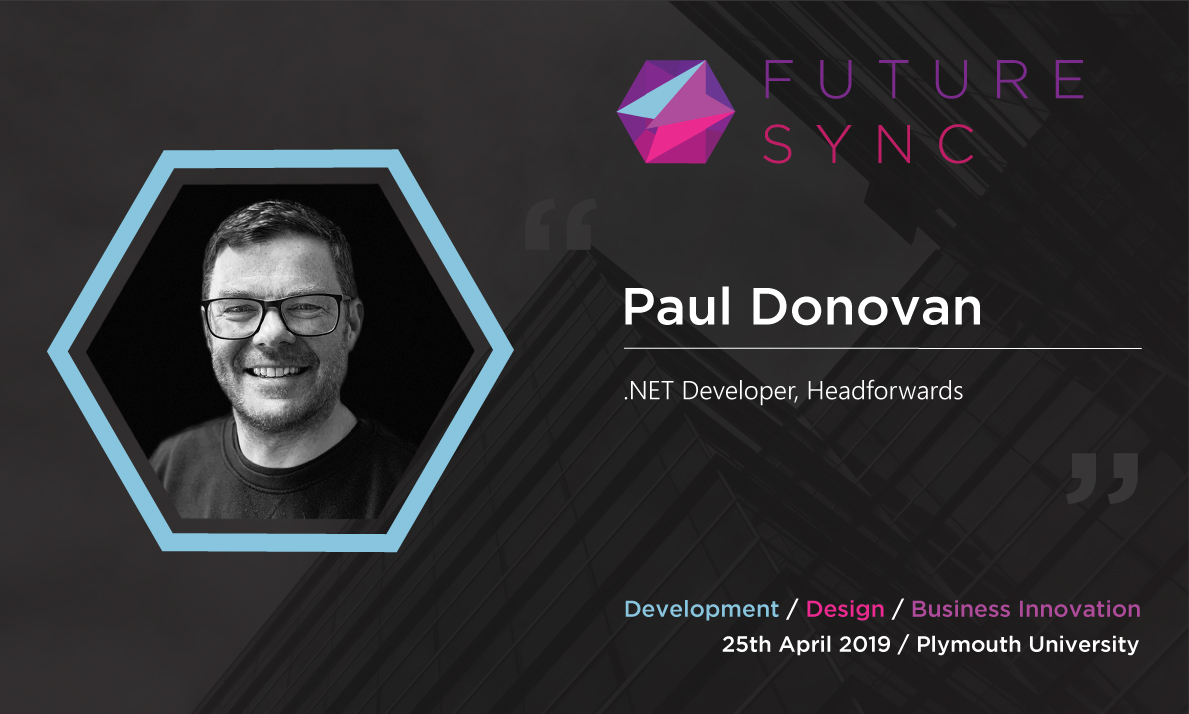 FUTURE
SYNC
“
Paul Donovan
.NET Developer, Headforwards
”
Development / Design / Business Innovation
25th April 2019 / Plymouth University